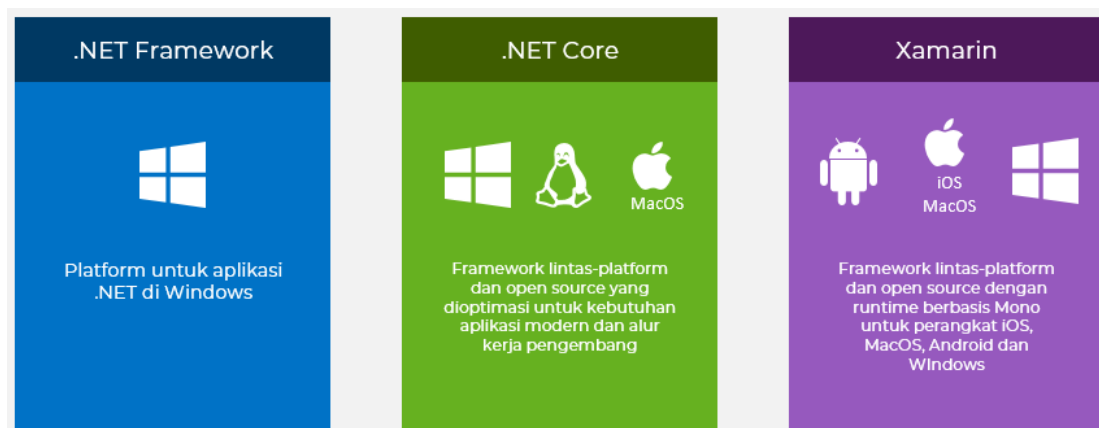 .NET Framework
Platform untuk aplikasi
.NET di Windows
.NET Core
MacOS
Framework lintas-platform
dan open source yang
dioptimasi untuk kebutuhan
aplikasi modern dan alur
kerja pengembang
Xamarin
iOS
MacOS
Framework lintas-platform
dan open source dengan
runtime berbasis Mono
untuk perangkat iOS,
MacOS, Android dan
WIndows